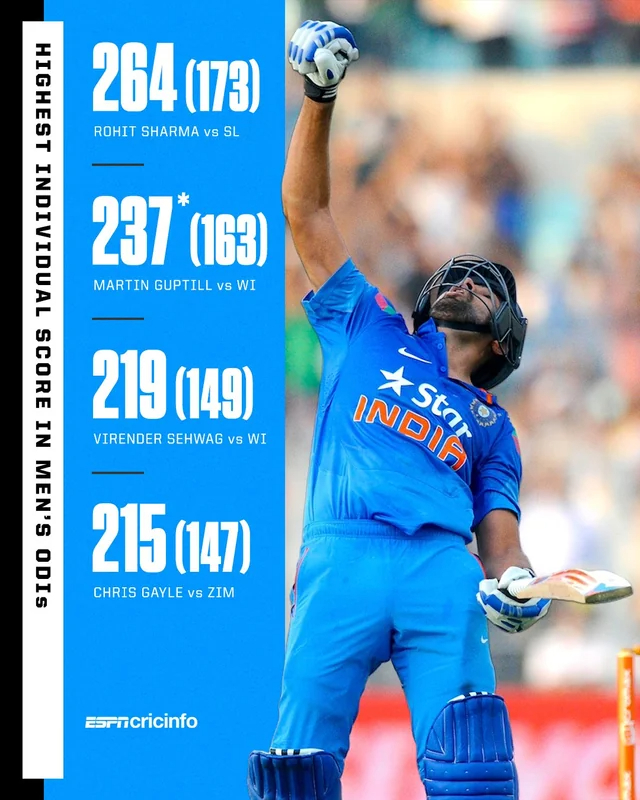 HIGHEST INDIVIDUAL SCORE IN MEN'S ODIs
264 (173)
ROHIT SHARMA vs SL
237* (163)
MARTIN GUPTILL vs WI
219 (149)
VIRENDER SEHWAG vs WI
215 (147)
CHRIS GAYLE vs ZIM
ESPNcricinfo
Star
INDIA